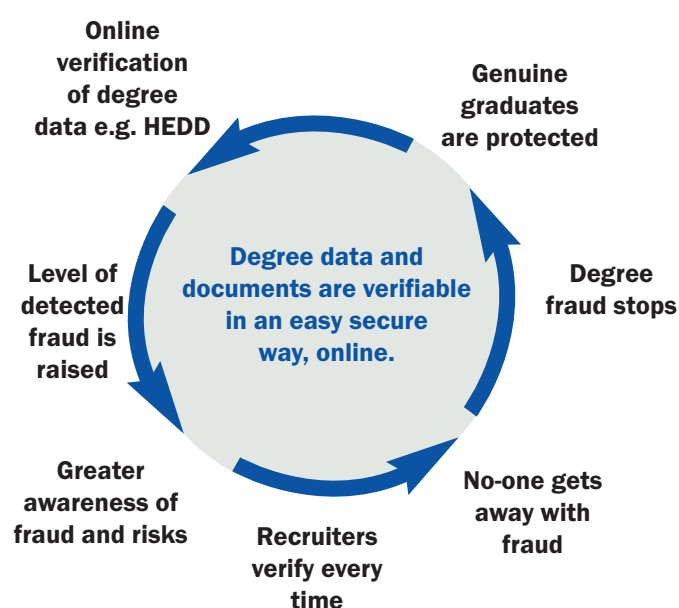 Online
verification
of degree
data e.g. HEDD
Genuine
graduates
are protected
Degree data and
documents are verifiable
in an easy secure
way, online.
Level of
detected
fraud is
raised
Degree
fraud stops
Greater
awareness of
fraud and risks
Recruiters
verify every
time
No-one gets
away with
fraud